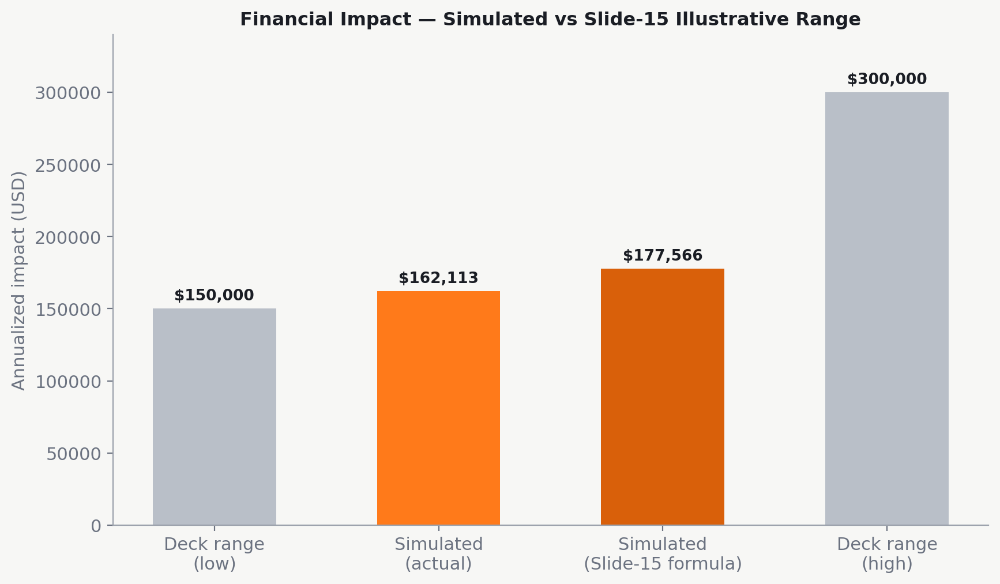 Financial Impact — Simulated vs Slide-15 Illustrative Range
Annualized impact (USD)
300000
250000
200000
150000
100000
50000
0
$150,000
$162,113
$177,566
$300,000
Deck range
(low)
Simulated
(actual)
Simulated
(Slide-15 formula)
Deck range
(high)